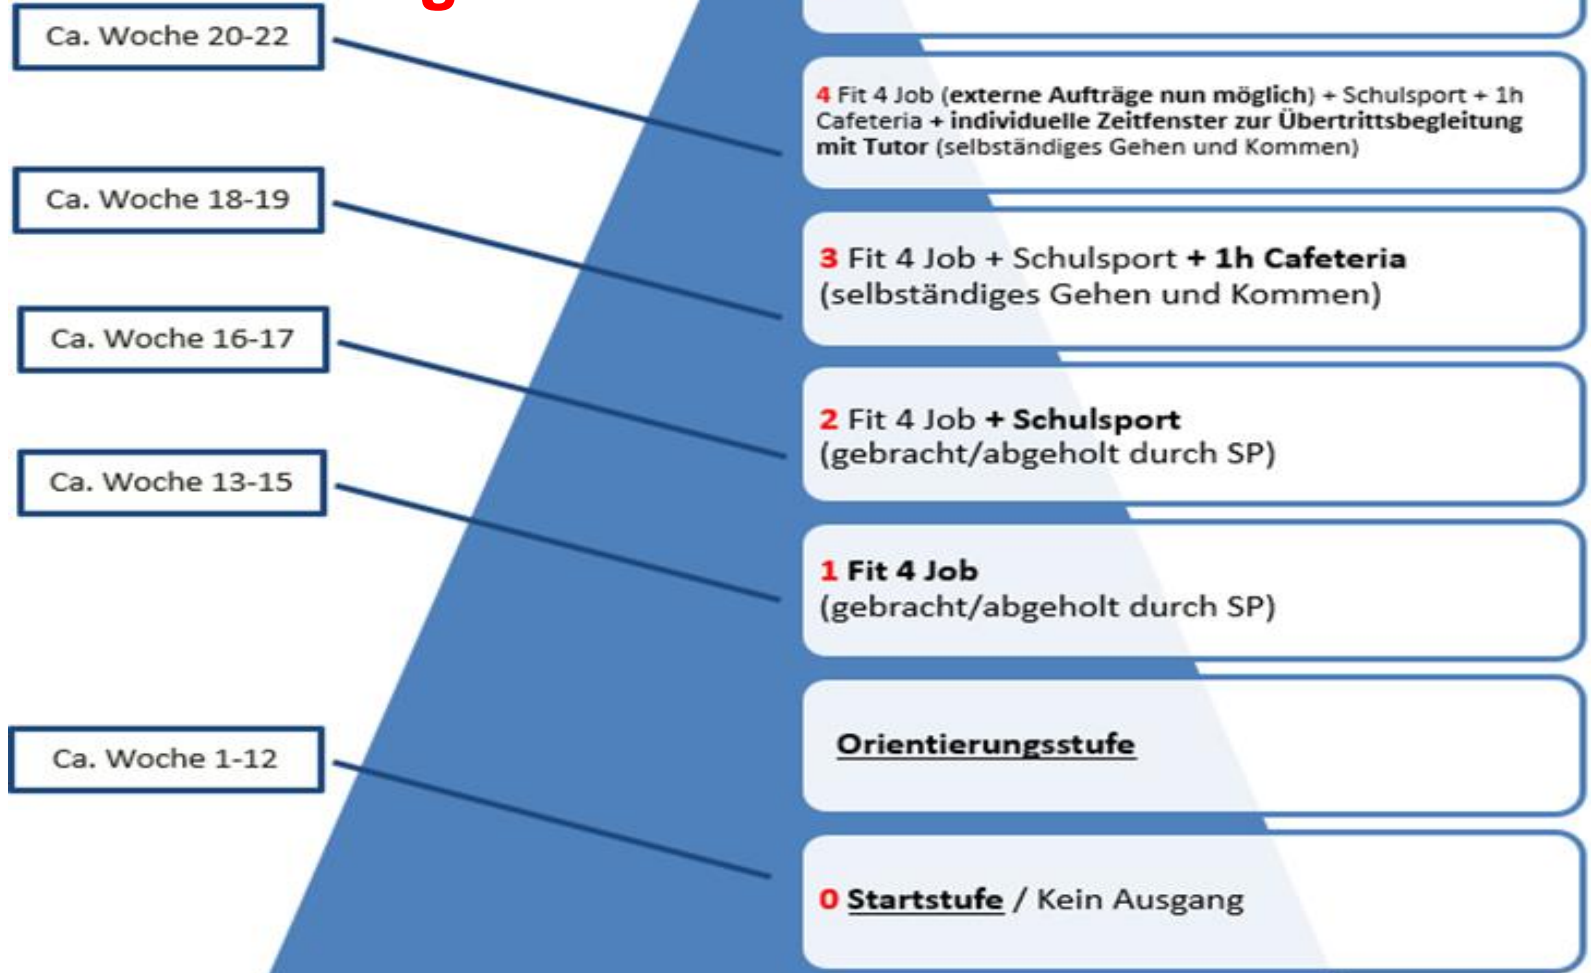 g
Ca. Woche 20-22
4 Fit 4 Job (externe Aufträge nun möglich) + Schulsport + 1h
Cafeteria + individuelle Zeitfenster zur Übertrittsbegleitung
mit Tutor (selbständiges Gehen und Kommen)
Ca. Woche 18-19
3 Fit 4 Job + Schulsport + 1h Cafeteria
(selbständiges Gehen und Kommen)
Ca. Woche 16-17
2 Fit 4 Job + Schulsport
(gebracht/abgeholt durch SP)
Ca. Woche 13-15
1 Fit 4 Job
(gebracht/abgeholt durch SP)
Orientierungsstufe
Ca. Woche 1-12
0 Startstufe / Kein Ausgang